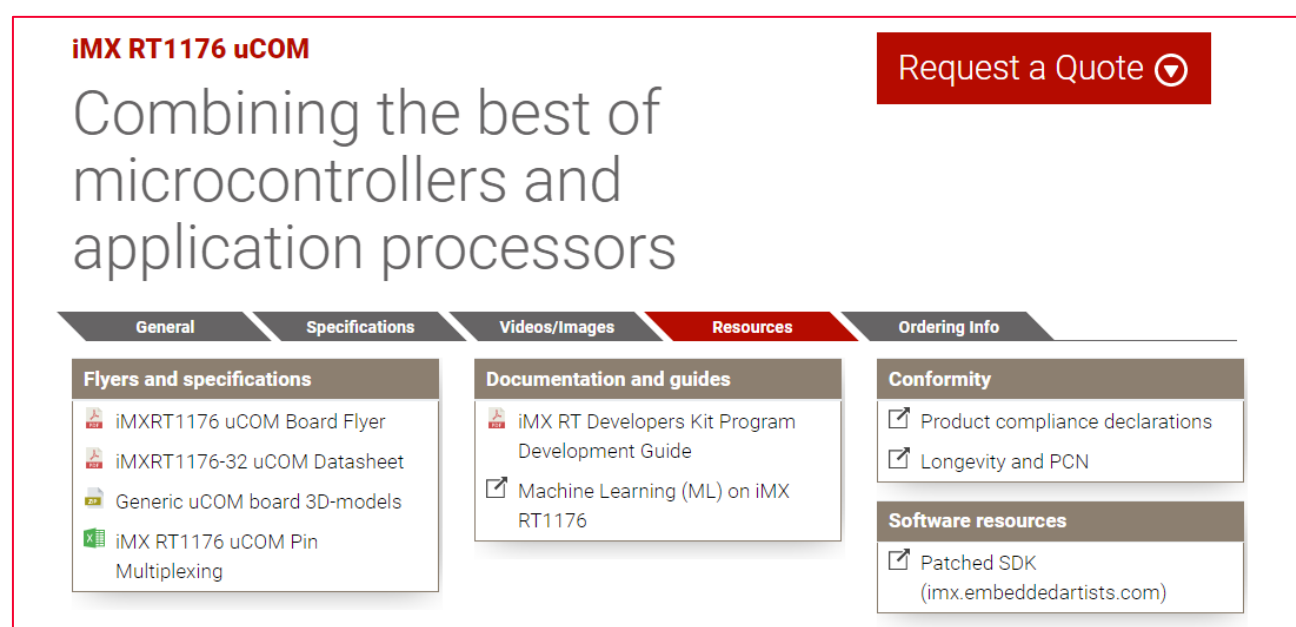 iMX RT1176 uCOM
Request a Quote
Combining the best of
microcontrollers and
application processors
General
Specifications
Videos/Images
Resources
Ordering Info
Flyers and specifications
iMXRT1176 uCOM Board Flyer
iMXRT1176-32 uCOM Datasheet
Generic uCOM board 3D-models
iMX RT1176 uCOM Pin
Multiplexing
Documentation and guides
iMX RT Developers Kit Program
Development Guide
Machine Learning (ML) on iMX
RT1176
Conformity
Product compliance declarations
Longevity and PCN
Software resources
Patched SDK
(imx.embeddedartists.com)